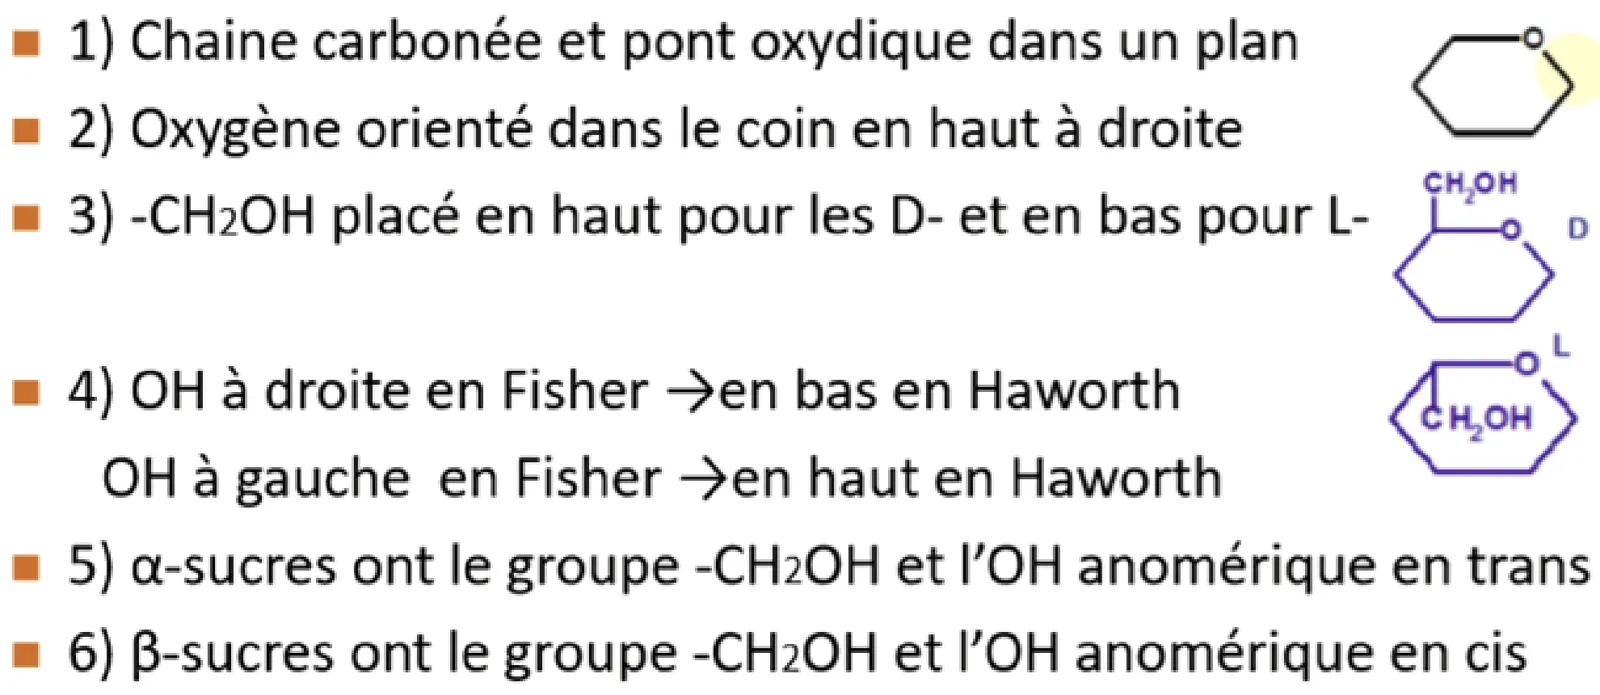 1) Chaine carbonée et pont oxydique dans un plan
O
2) Oxygène orienté dans le coin en haut à droite
3) -CH2OH placé en haut pour les D- et en bas pour L-
CH2OH
O
D
4) OH à droite en Fisher →en bas en Haworth
O
L
CH2OH
OH à gauche en Fisher →en haut en Haworth
5) α-sucres ont le groupe -CH2OH et l’OH anomérique en trans
6) β-sucres ont le groupe -CH2OH et l’OH anomérique en cis